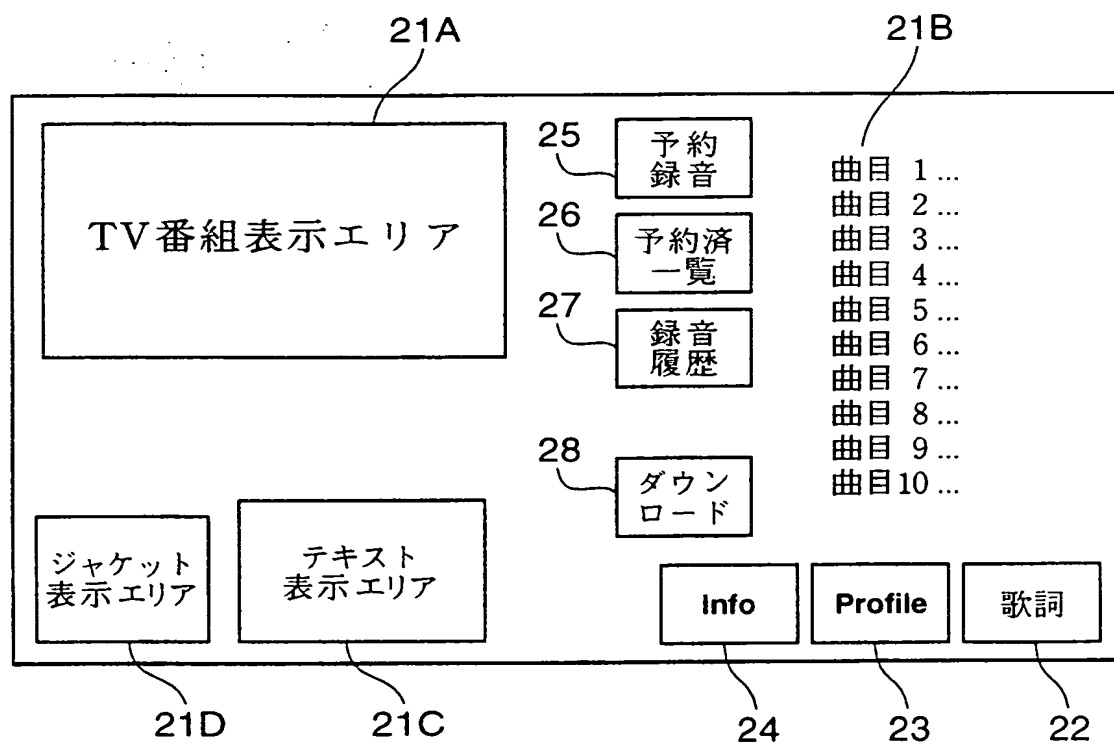 21A
21B
TV番組表示エリア
25
予約
録音
26
予約済
一覧
27
録音
履歴
28
ダウン
ロード
曲目 1 ...
曲目 2 ...
曲目 3 ...
曲目 4 ...
曲目 5 ...
曲目 6 ...
曲目 7 ...
曲目 8 ...
曲目 9 ...
曲目10 ...
ジャケット
表示エリア
テキスト
表示エリア
Info
Profile
歌詞
21D
21C
24
23
22